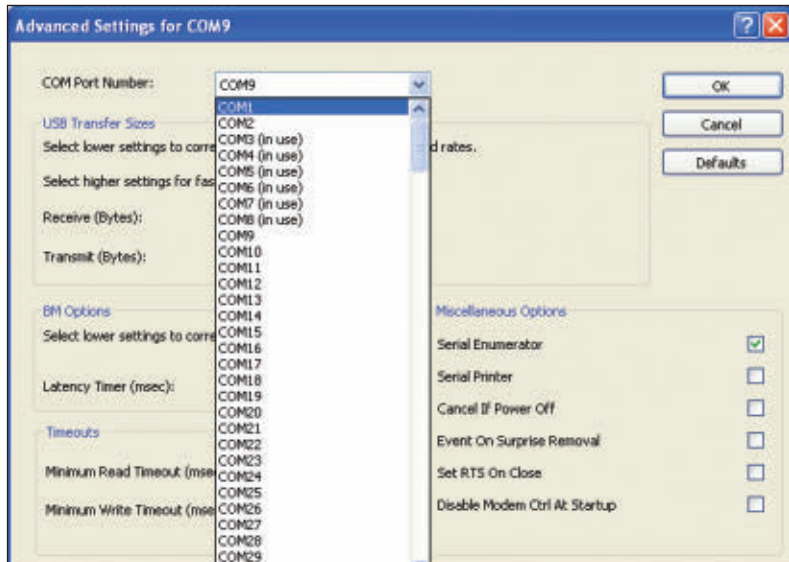 Advanced Settings for COM9
COM Port Number:
COM9
OK
Cancel
Defaults
COM1
COM2
COM3 (in use)
COM4 (in use)
COM5 (in use)
COM6 (in use)
COM7 (in use)
COM8 (in use)
COM9
COM10
COM11
COM12
COM13
COM14
COM15
COM16
COM17
COM18
COM19
COM20
COM21
COM22
COM23
COM24
COM25
COM26
COM27
COM28
COM29
USB Transfer Sizes
Select lower settings to corre
d rates.
Select higher settings for fas
Receive (Bytes):
Transmit (Bytes):
BM Options
Select lower settings to corre
Latency Timer (msec):
Timeouts
Minimum Read Timeout (mse
Minimum Write Timeout (mse
Miscellaneous Options
Serial Enumerator
Serial Printer
Cancel If Power Off
Event On Surprise Removal
Set RTS On Close
Disable Modem Ctrl At Startup